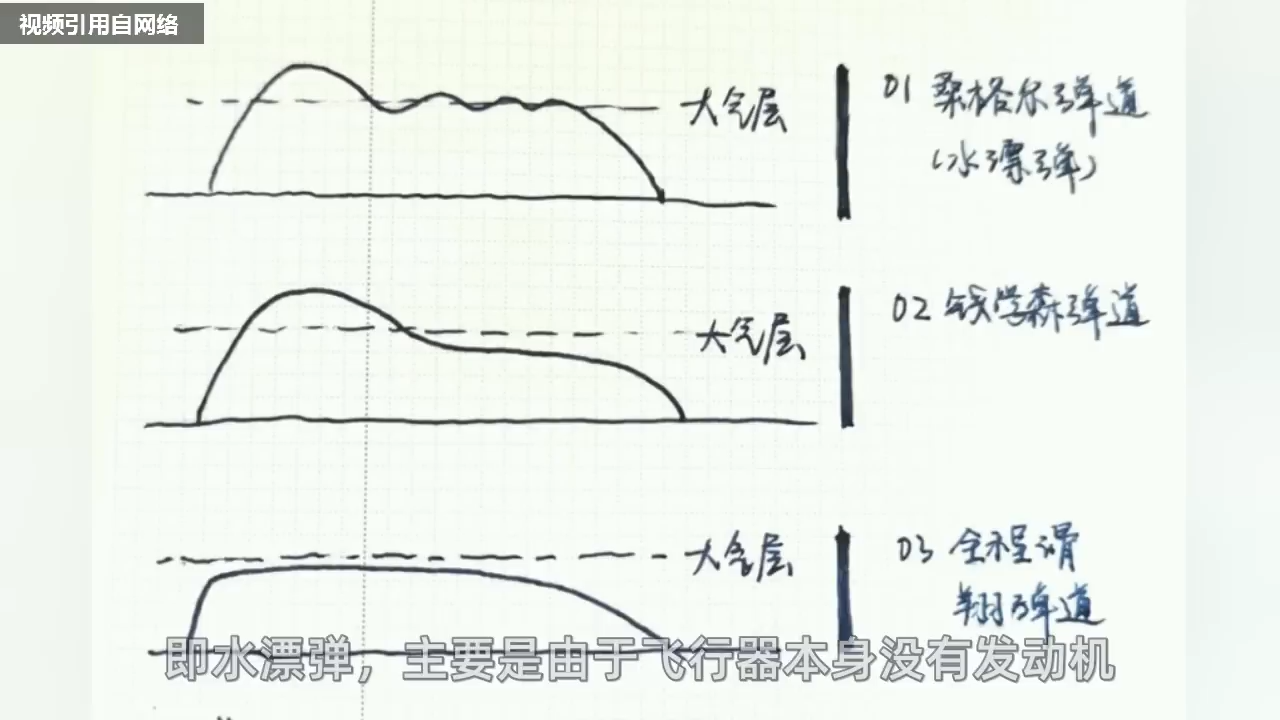 视频引用自网络
大气层
01 桑格尔弹道
(水漂弹)
大气层
02 钱学森弹道
大气层
03 全程滑
翔弹道
即水漂弹，主要是由于飞行器本身没有发动机